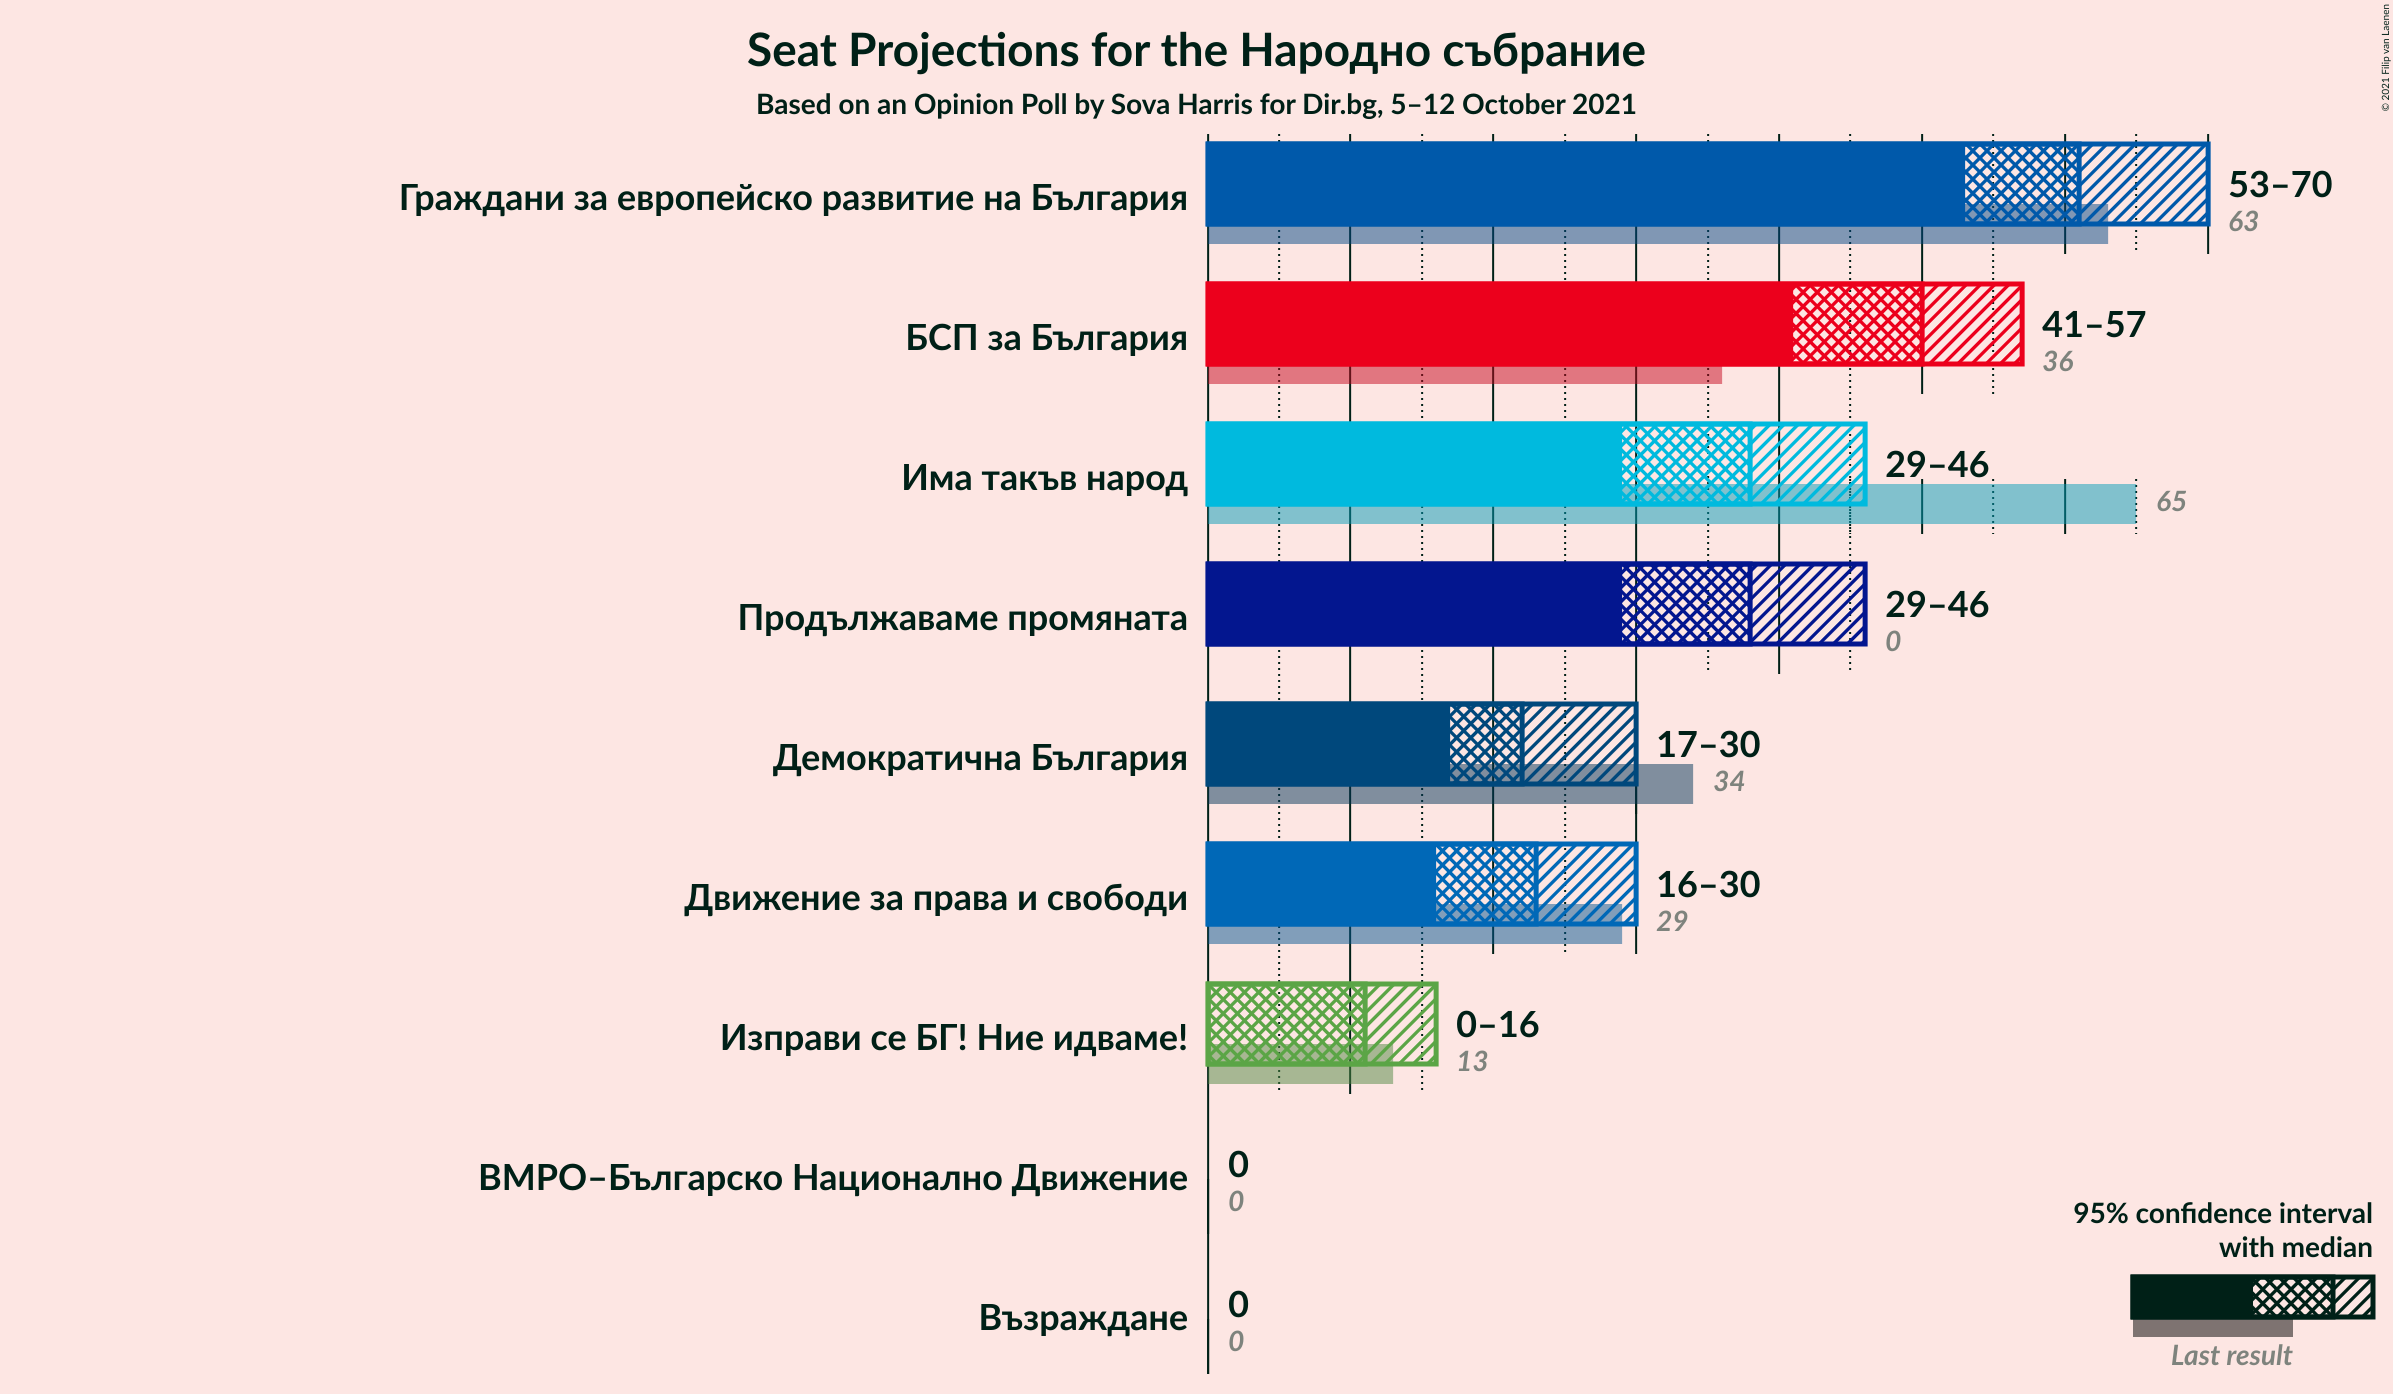 Seat Projections for the Народно събрание
Based on an Opinion Poll by Sova Harris for Dir.bg, 5–12 October 2021
© 2021 Filip van Laenen
Граждани за европейско развитие на България
53–70
63
БСП за България
41–57
36
Има такъв народ
29–46
65
Продължаваме промяната
29–46
0
Демократична България
17–30
34
Движение за права и свободи
16–30
29
Изправи се БГ! Ние идваме!
0–16
13
ВМРО–Българско Национално Движение
0
0
Възраждане
0
0
95% confidence interval
with median
Last result